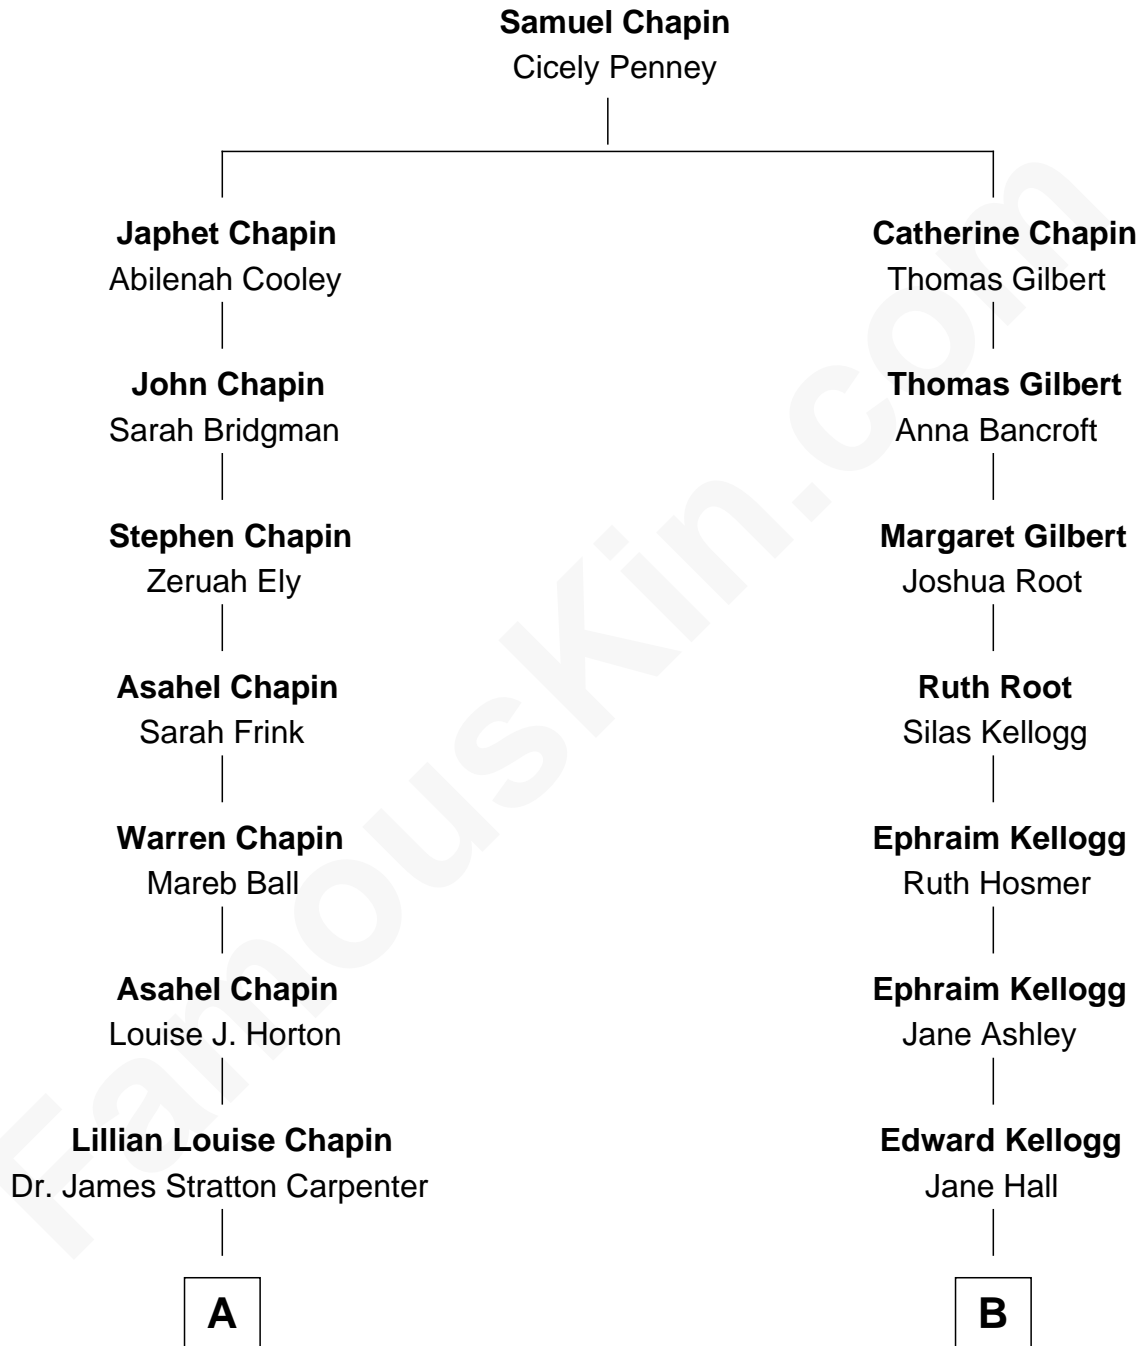 Samuel Chapin
Cicely Penney
Japhet Chapin
Abilenah Cooley
Catherine Chapin
Thomas Gilbert
John Chapin
Sarah Bridgman
Thomas Gilbert
Anna Bancroft
Stephen Chapin
Zeruah Ely
Margaret Gilbert
Joshua Root
Asahel Chapin
Sarah Frink
Ruth Root
Silas Kellogg
Warren Chapin
Mareb Ball
Ephraim Kellogg
Ruth Hosmer
Asahel Chapin
Louise J. Horton
Ephraim Kellogg
Jane Ashley
Lillian Louise Chapin
Dr. James Stratton Carpenter
Edward Kellogg
Jane Hall
A
B
FamousKin.com